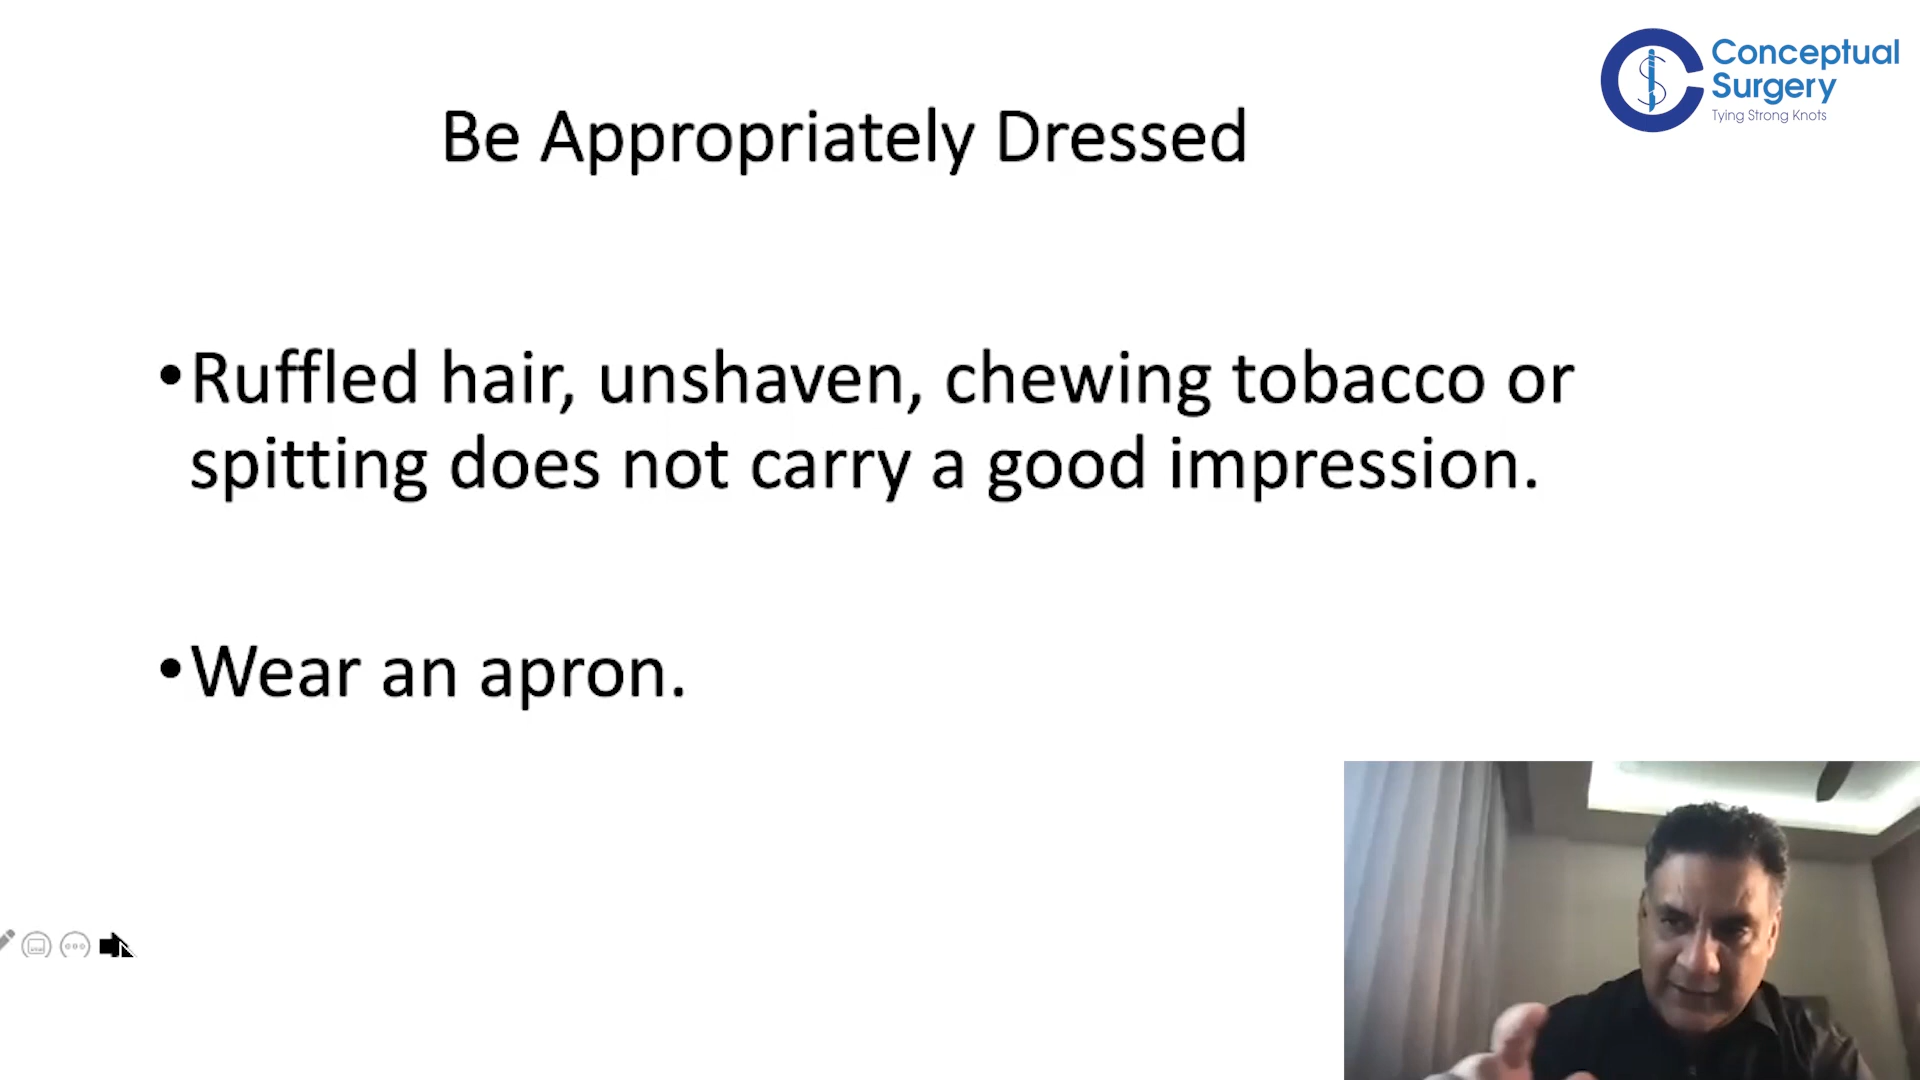 Conceptual
Surgery
Tying Strong Knots
Be Appropriately Dressed
•Ruffled hair, unshaven, chewing tobacco or
spitting does not carry a good impression.
•Wear an apron.